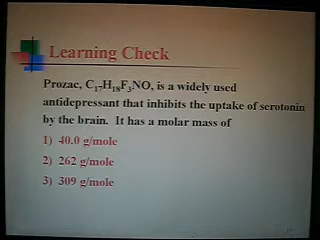 Learning Check
Prozac, C₁₇H₁₈F₃NO, is a widely used
antidepressant that inhibits the uptake of serotonin
by the brain.  It has a molar mass of
1) 40.0 g/mole
2) 262 g/mole
3) 309 g/mole